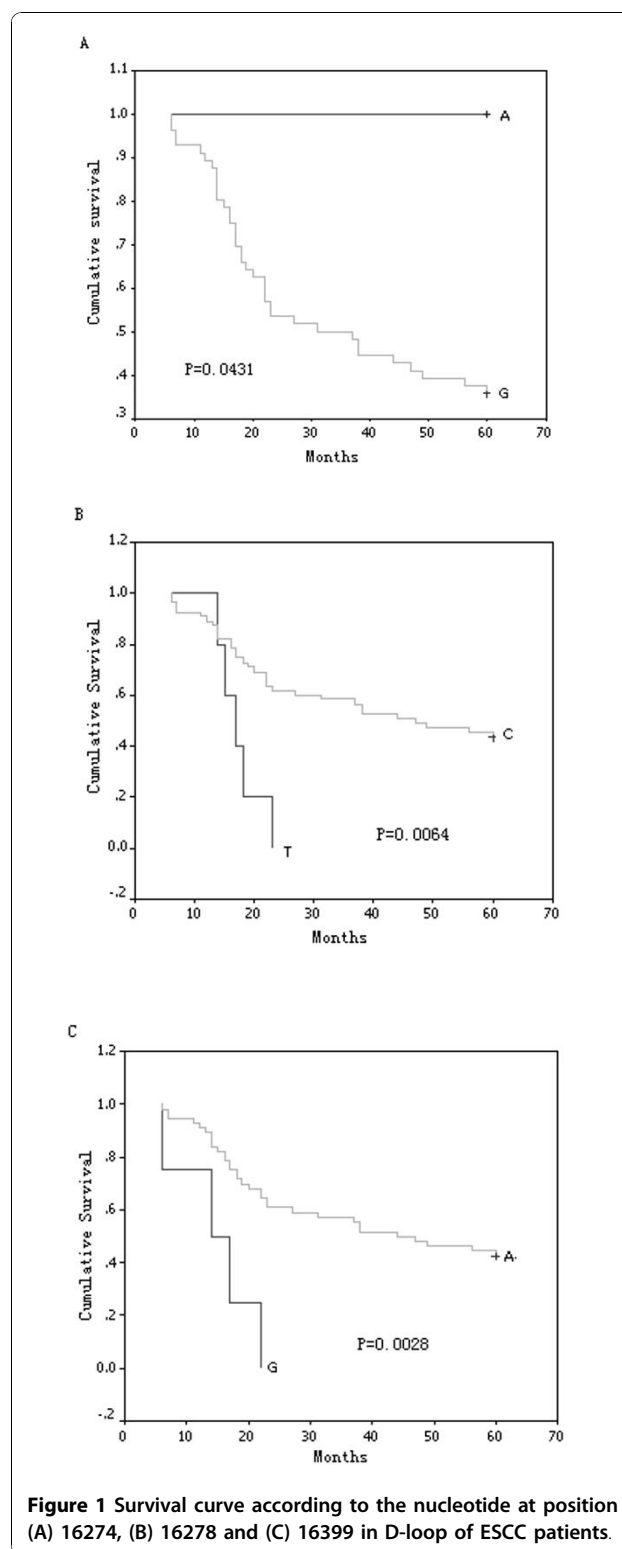 A
1.1
1.0
.9
.8
.7
.6
.5
.4
.3
Cumulative survival
A
G
P=0.0431
0 10 20 30 40 50 60 70
Months
B
1.2
1.0
.8
.6
.4
.2
0.0
-.2
Cumulative Survival
C
T
P=0.0064
0 10 20 30 40 50 60 70
Months
C
1.2
1.0
.8
.6
.4
.2
0.0
-.2
Cumulative Survival
A
G
P=0.0028
0 10 20 30 40 50 60 70
Months
Figure 1 Survival curve according to the nucleotide at position
(A) 16274, (B) 16278 and (C) 16399 in D-loop of ESCC patients.